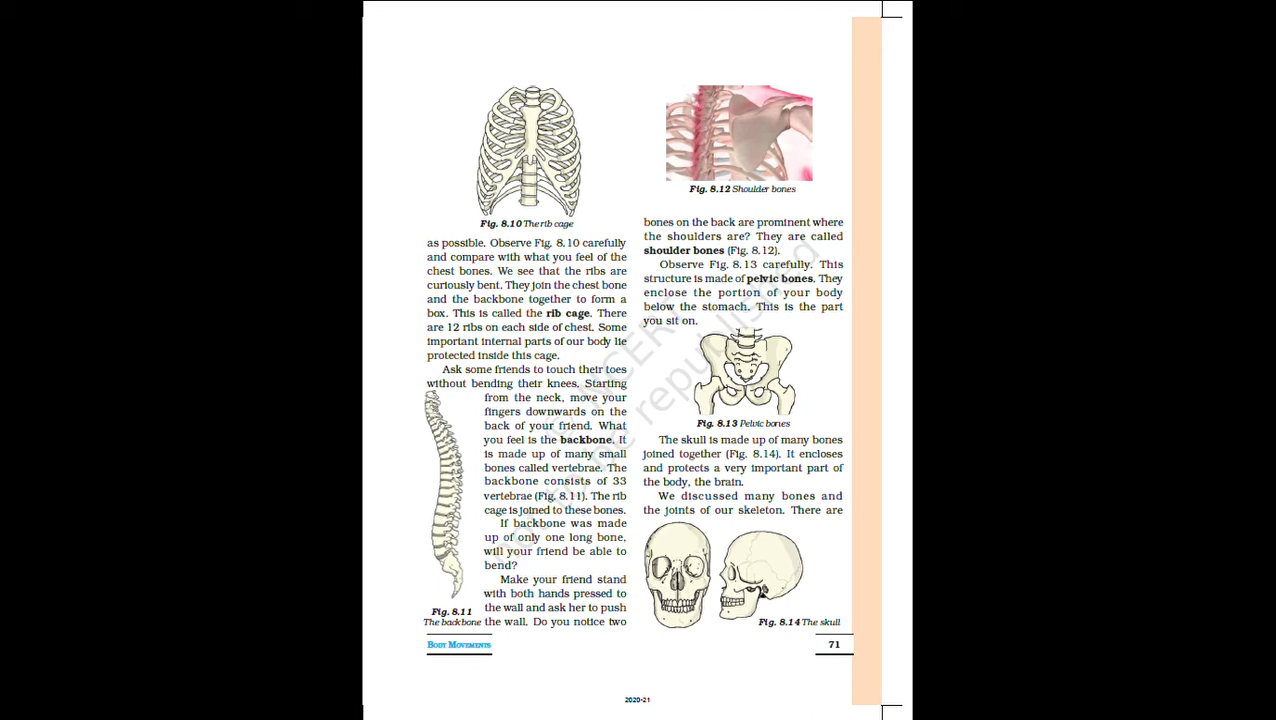 Fig. 8.10 The rib cage
as possible. Observe Fig. 8.10 carefully
and compare with what you feel of the
chest bones. We see that the ribs are
curiously bent. They join the chest bone
and the backbone together to form a
box. This is called the rib cage. There
are 12 ribs on each side of chest. Some
important internal parts of our body lie
protected inside this cage.
Ask some friends to touch their toes
without bending their knees. Starting
from the neck, move your
fingers downwards on the
back of your friend. What
you feel is the backbone. It
is made up of many small
bones called vertebrae. The
backbone consists of 33
vertebrae (Fig. 8.11). The rib
cage is joined to these bones.
If backbone was made
up of only one long bone,
will your friend be able to
bend?
Make your friend stand
with both hands pressed to
the wall and ask her to push
the wall. Do you notice two
Fig. 8.11
The backbone
Fig. 8.12 Shoulder bones
bones on the back are prominent where
the shoulders are? They are called
shoulder bones (Fig. 8.12).
Observe Fig. 8.13 carefully. This
structure is made of pelvic bones. They
enclose the portion of your body
below the stomach. This is the part
you sit on.
Fig. 8.13 Pelvic bones
The skull is made up of many bones
joined together (Fig. 8.14). It encloses
and protects a very important part of
the body, the brain.
We discussed many bones and
the joints of our skeleton. There are
Fig. 8.14 The skull
BODY MOVEMENTS
71
2020-21
NCERT
not to be republished